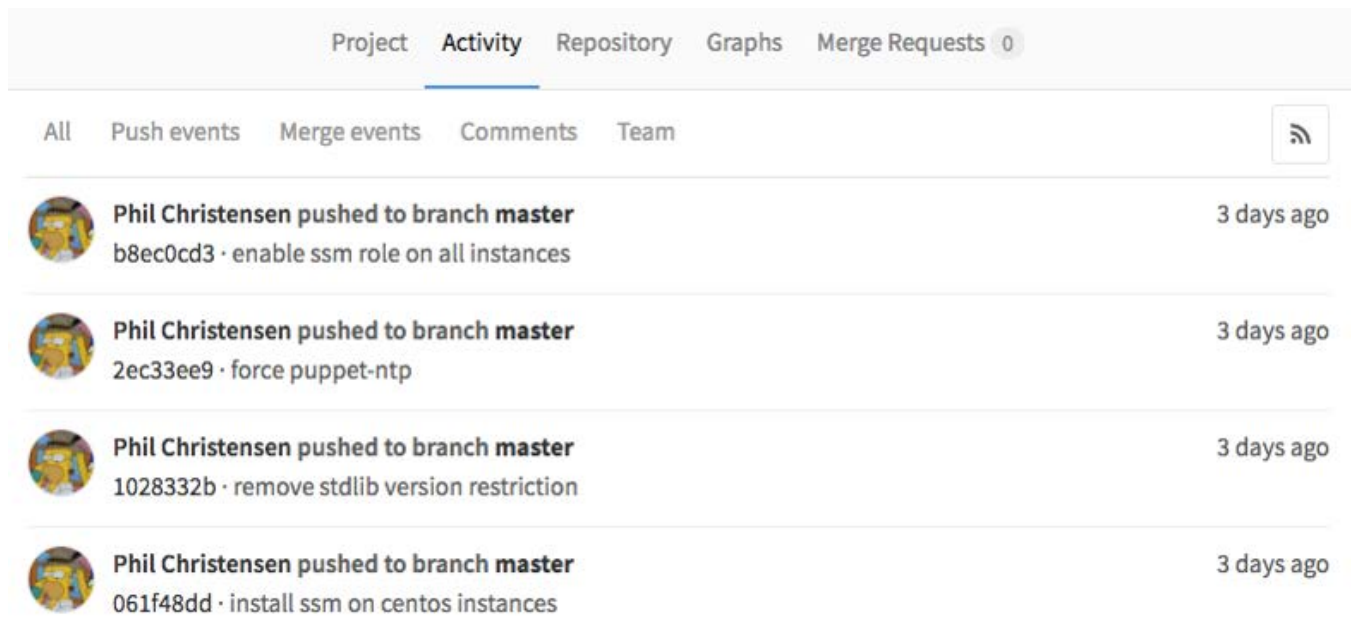 Project Activity Repository Graphs Merge Requests 0
All Push events Merge events Comments Team
Phil Christensen pushed to branch master 3 days ago
b8ec0cd3 · enable ssm role on all instances
Phil Christensen pushed to branch master 3 days ago
2ec33ee9 · force puppet-ntp
Phil Christensen pushed to branch master 3 days ago
1028332b · remove stdlib version restriction
Phil Christensen pushed to branch master 3 days ago
061f48dd · install ssm on centos instances